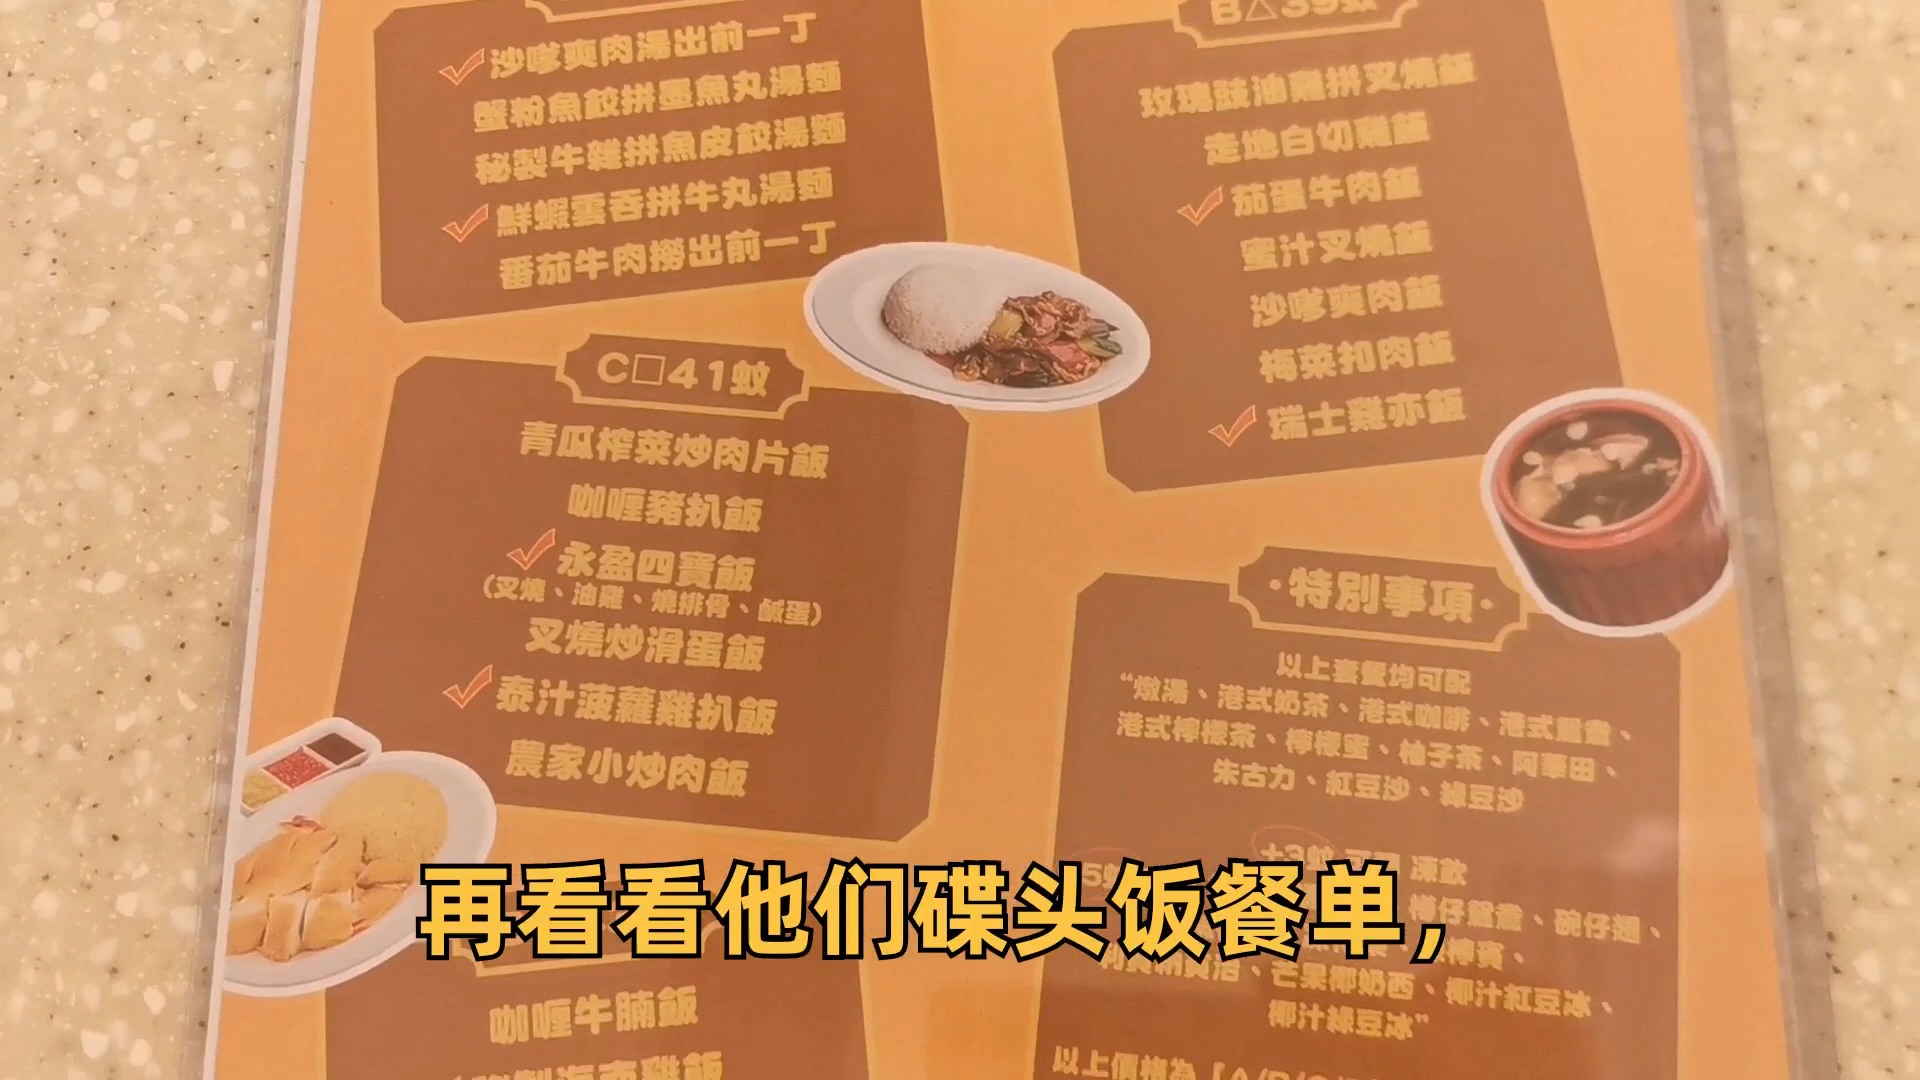 沙嗲爽肉湯出前一丁
蟹粉魚餃拼墨魚丸湯麵
秘製牛雜拼魚皮餃湯麵
鮮蝦雲吞拼牛丸湯麵
番茄牛肉撈出前一丁
C□41蚊
青瓜榨菜炒肉片飯
咖喱豬扒飯
永盈四寶飯
（叉燒、油雞、燒排骨、鹹蛋）
叉燒炒滑蛋飯
泰汁菠蘿雞扒飯
農家小炒肉飯
咖喱牛腩飯
B△39蚊
玫瑰豉油雞拼叉燒飯
走地白切雞飯
茄蛋牛肉飯
蜜汁叉燒飯
沙嗲爽肉飯
梅菜扣肉飯
瑞士雞亦飯
·特別事項·
以上套餐均可配
“燉湯、港式奶茶、港式咖啡、港式鴛鴦、
港式檸檬茶、檸檬蜜、柚子茶、阿華田、
朱古力、紅豆沙、綠豆沙
+3蚊
凍飲
碗仔翅、
芒果椰奶西、椰汁紅豆冰、
椰汁綠豆冰”
以上價格為
再看看他们碟头饭餐单，